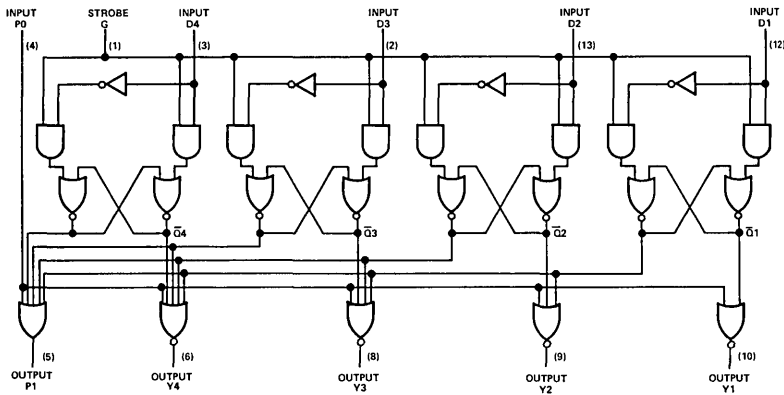 INPUT P0
STROBE G
INPUT D4
INPUT D3
INPUT D2
INPUT D1
(4)
(1)
(3)
(2)
(13)
(12)
Q̅4
Q̅3
Q̅2
Q̅1
(5)
(6)
(8)
(9)
(10)
OUTPUT P1
OUTPUT Y4
OUTPUT Y3
OUTPUT Y2
OUTPUT Y1